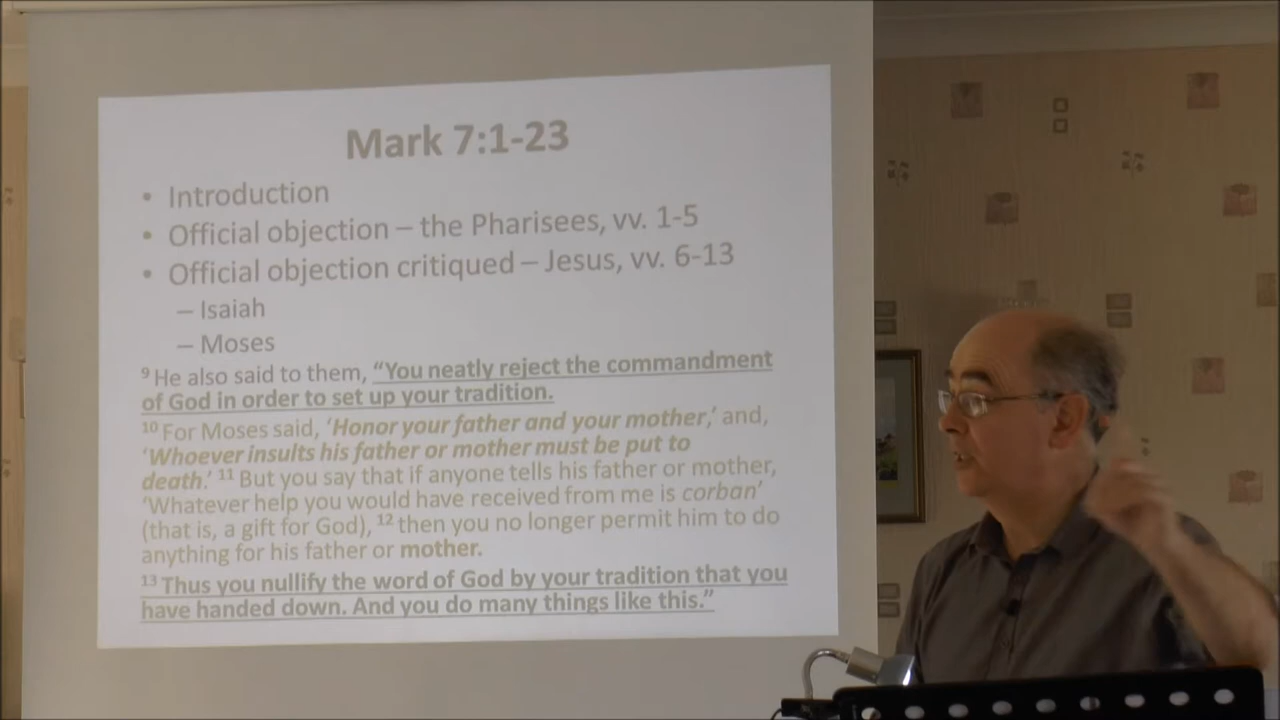 Mark 7:1-23
• Introduction
• Official objection – the Pharisees, vv. 1-5
• Official objection critiqued – Jesus, vv. 6-13
– Isaiah
– Moses
9 He also said to them, “You neatly reject the commandment
of God in order to set up your tradition.
10 For Moses said, ‘Honor your father and your mother,’ and,
‘Whoever insults his father or mother must be put to
death.’ 11 But you say that if anyone tells his father or mother,
‘Whatever help you would have received from me is corban’
(that is, a gift for God), 12 then you no longer permit him to do
anything for his father or mother.
13 Thus you nullify the word of God by your tradition that you
have handed down. And you do many things like this.”